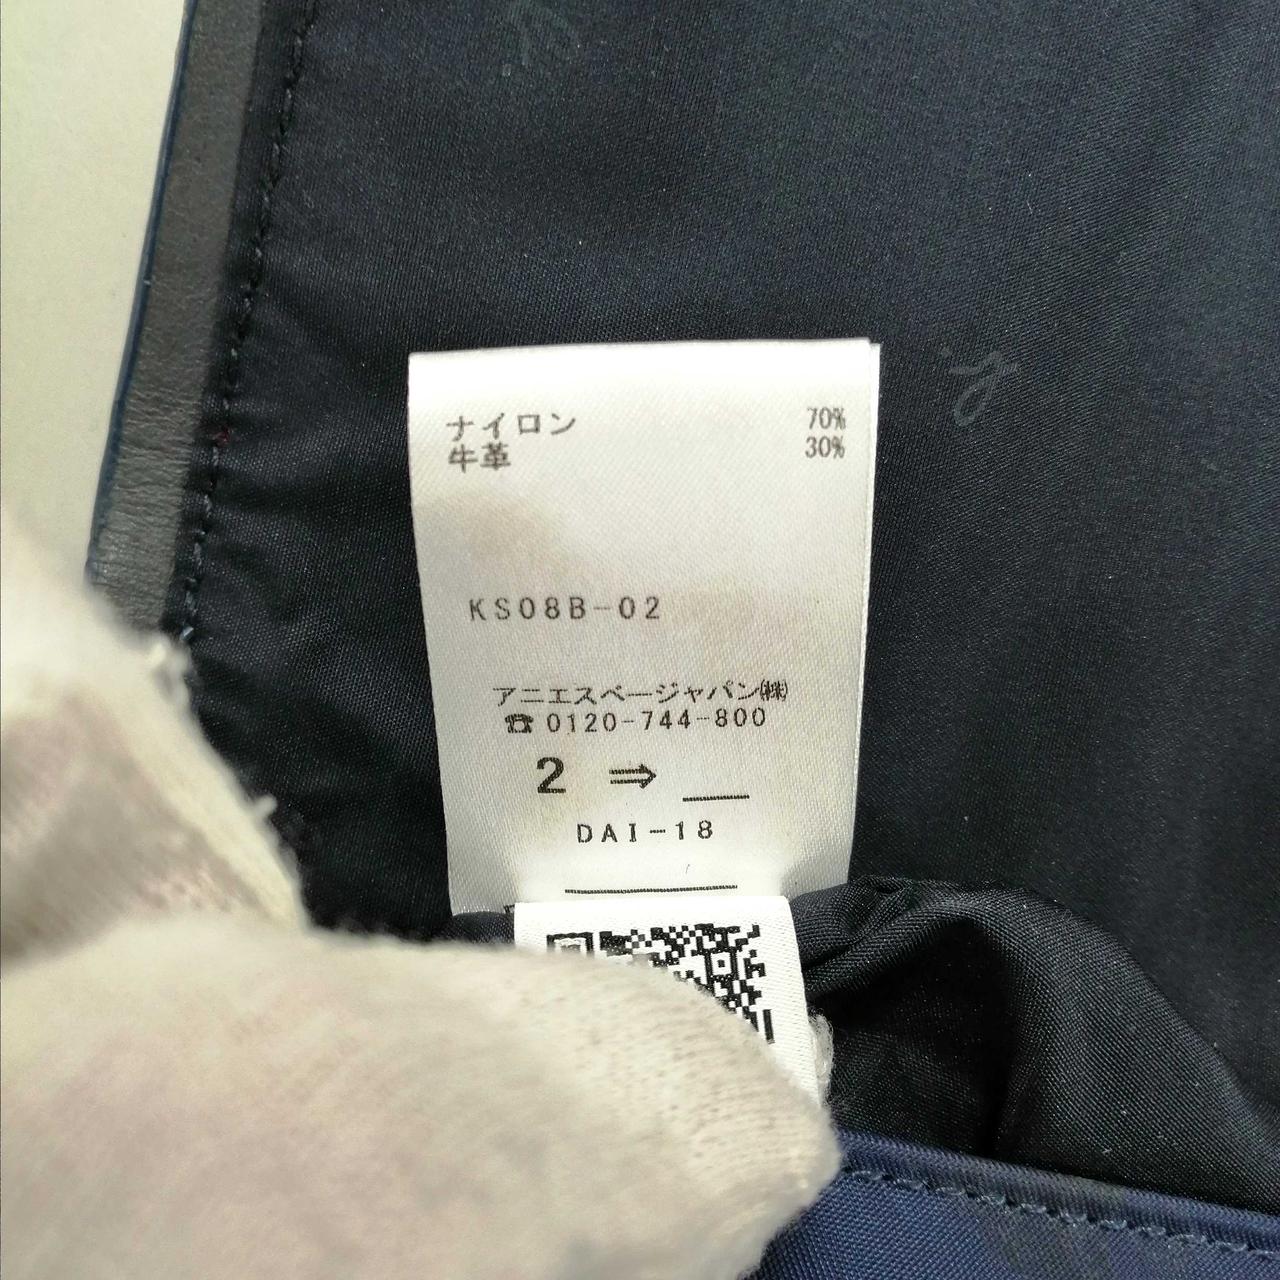 ナイロン 70%
牛革 30%
KS08B-02
アニエスベージャパン㈱
☎0120-744-800
2 ⇒ __
DAI-18